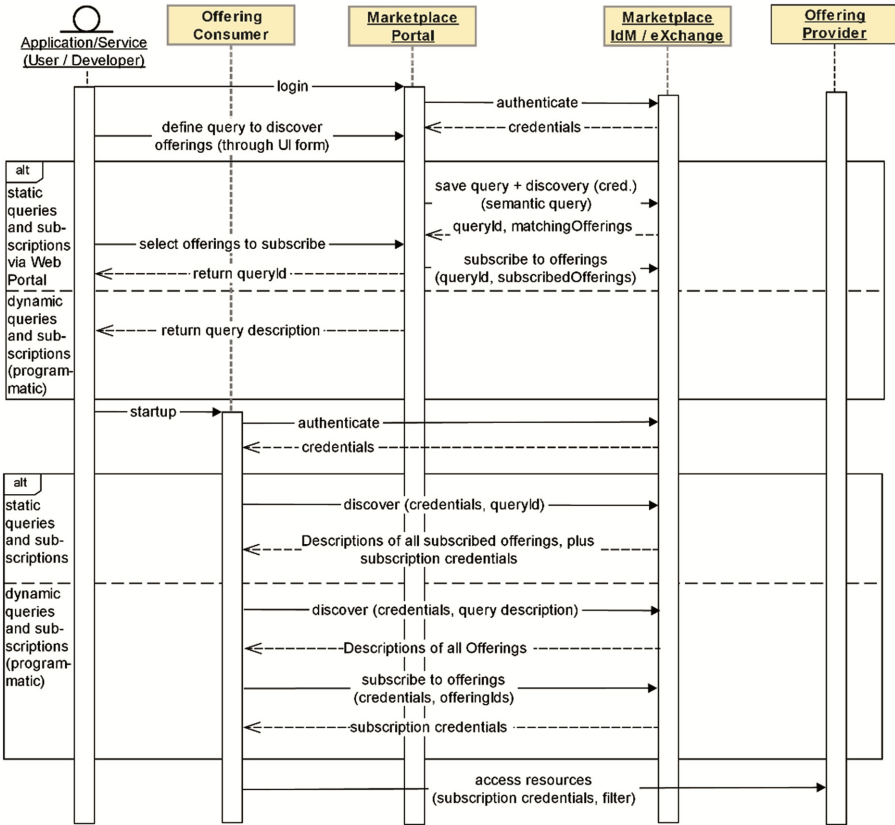 Application/Service
(User / Developer)
Offering
Consumer
Marketplace
Portal
Marketplace
IdM / eXchange
Offering
Provider
login
authenticate
credentials
define query to discover
offerings (through UI form)
alt
static
queries
and sub-
scriptions
via Web
Portal
save query + discovery (cred.)
(semantic query)
queryId, matchingOfferings
select offerings to subscribe
subscribe to offerings
(queryId, subscribedOfferings)
return queryId
dynamic
queries
and sub-
scriptions
(program-
matic)
return query description
startup
authenticate
credentials
alt
static
queries
and sub-
scriptions
discover (credentials, queryId)
Descriptions of all subscribed offerings, plus
subscription credentials
dynamic
queries
and sub-
scriptions
(program-
matic)
discover (credentials, query description)
Descriptions of all Offerings
subscribe to offerings
(credentials, offeringIds)
subscription credentials
access resources
(subscription credentials, filter)